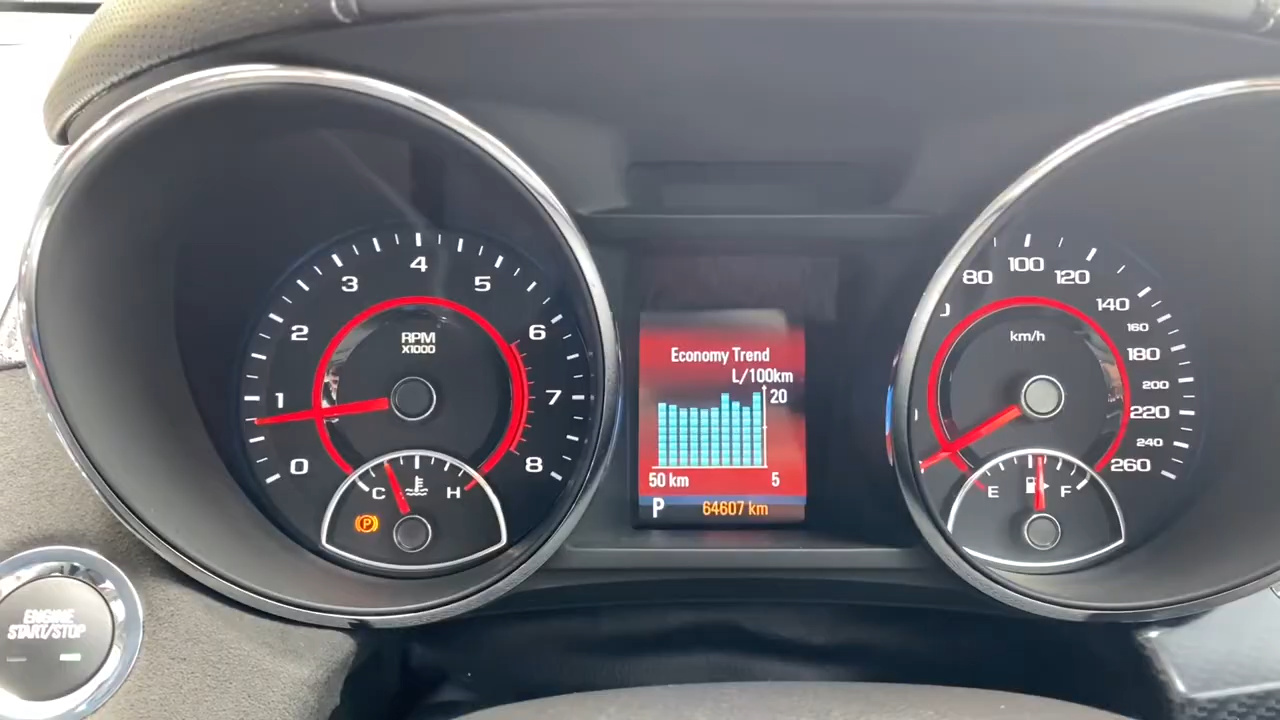 0
1
2
3
4
5
6
7
8
RPM
X1000
C
H
(P)
ENGINE
START/STOP
Economy Trend
L/100km
20
50 km 5
P 64607 km
80
100
120
140
160
180
200
220
240
260
km/h
E
F